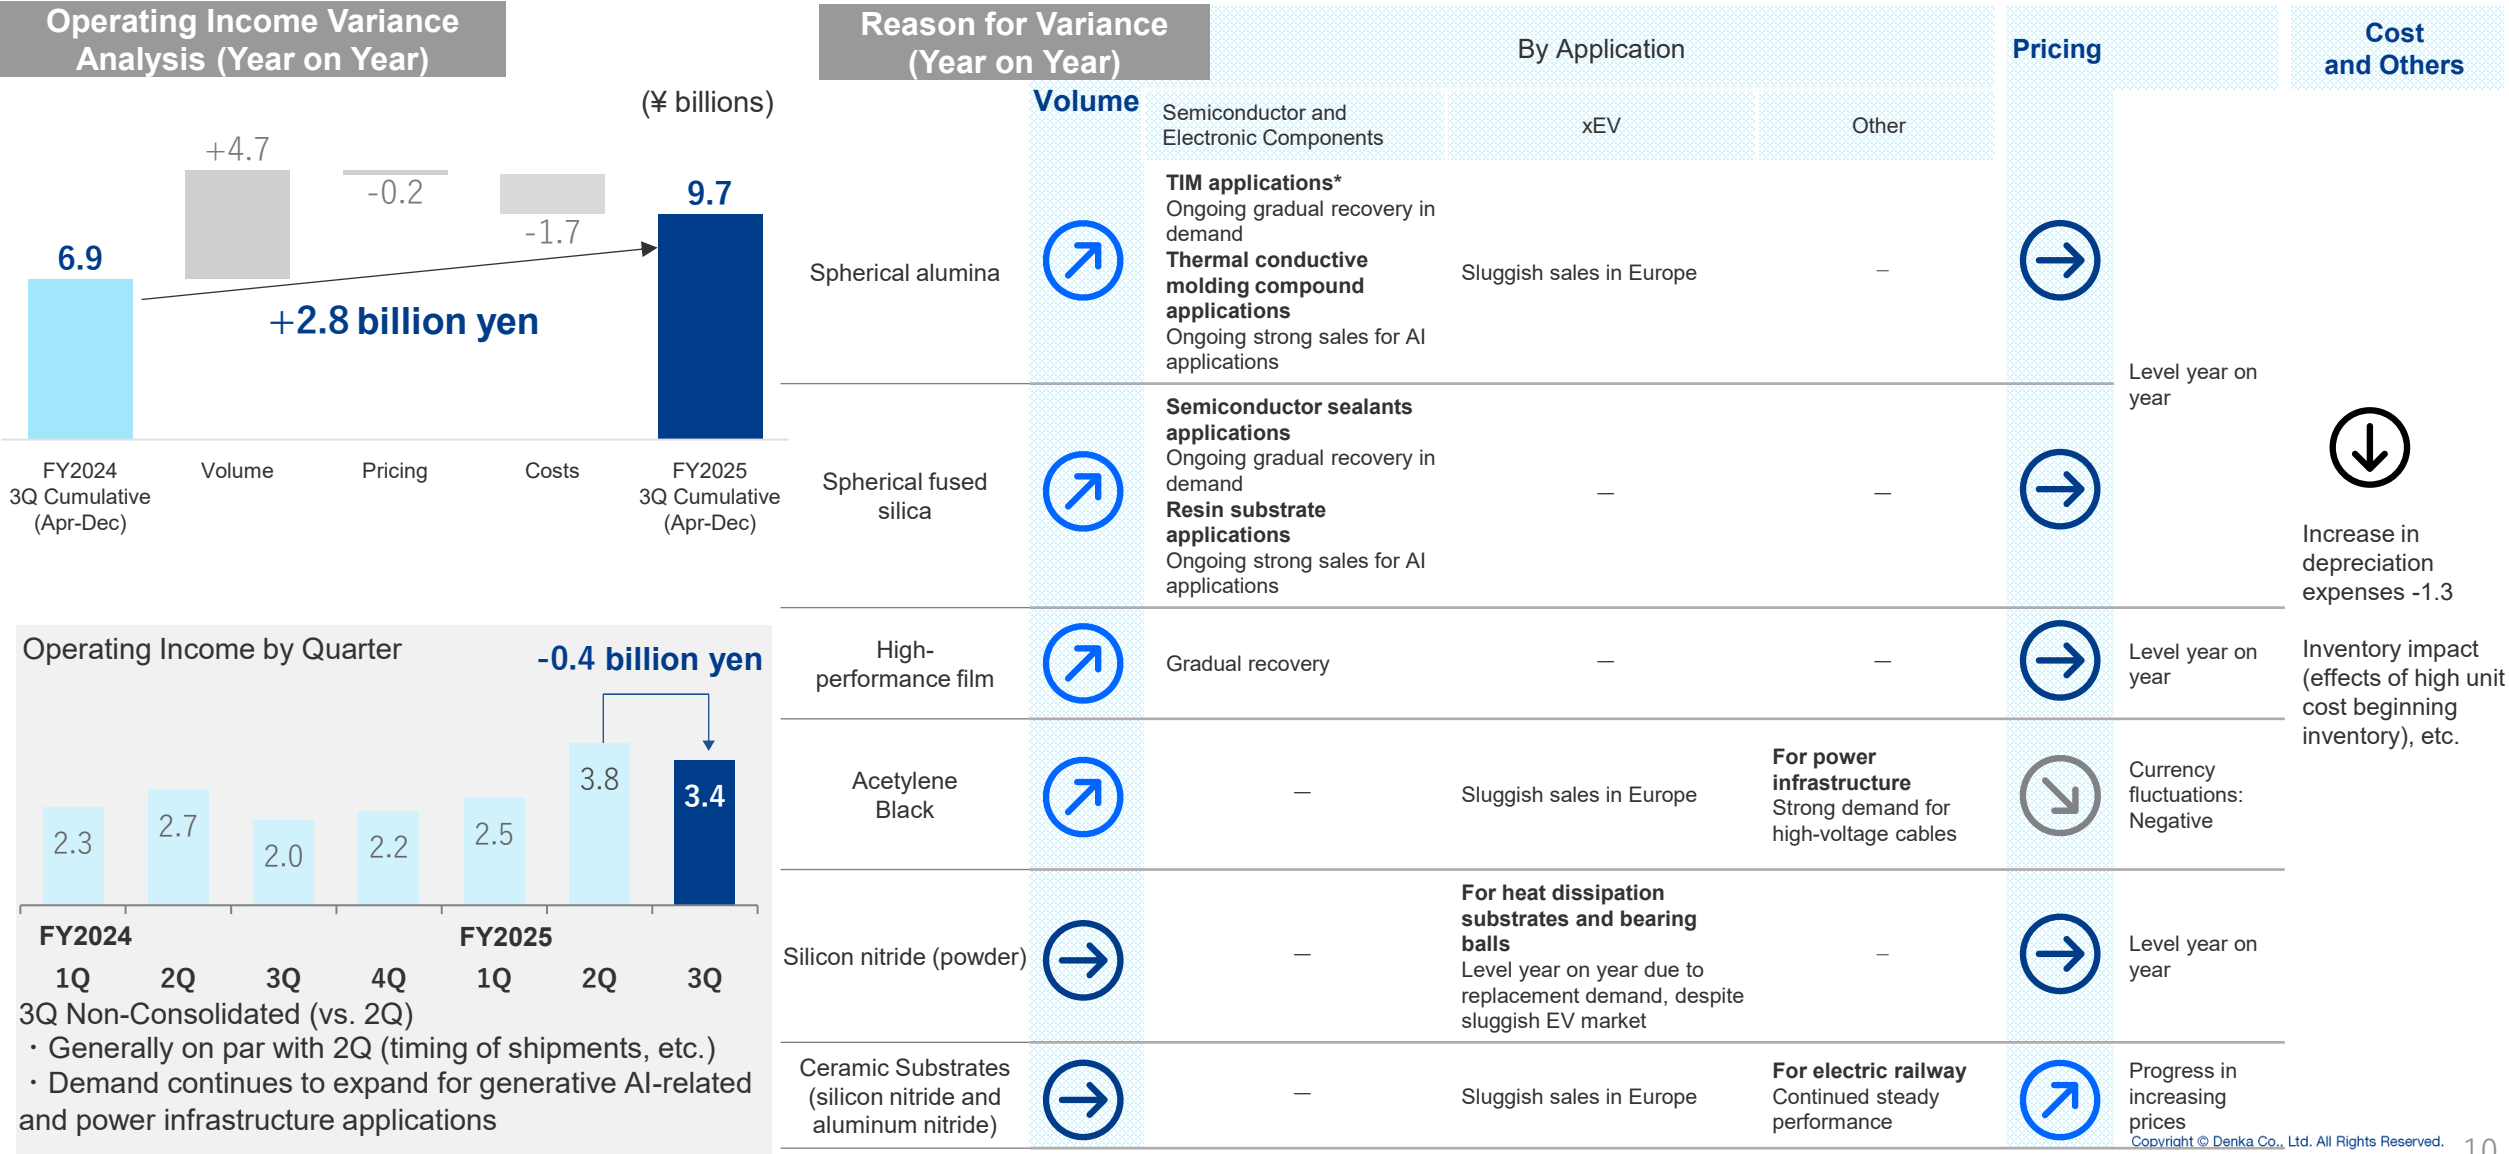 Operating Income Variance
Analysis (Year on Year)
(¥ billions)
+4.7
-0.2
-1.7
6.9
9.7
+2.8 billion yen
FY2024
3Q Cumulative
(Apr-Dec)
Volume
Pricing
Costs
FY2025
3Q Cumulative
(Apr-Dec)
Operating Income by Quarter
-0.4 billion yen
2.3
2.7
2.0
2.2
2.5
3.8
3.4
FY2024
FY2025
1Q
2Q
3Q
4Q
1Q
2Q
3Q
3Q Non-Consolidated (vs. 2Q)
・Generally on par with 2Q (timing of shipments, etc.)
・Demand continues to expand for generative AI-related
and power infrastructure applications
Reason for Variance
(Year on Year)
Volume
By Application
Pricing
Cost
and Others
Semiconductor and
Electronic Components
xEV
Other
Spherical alumina
TIM applications*
Ongoing gradual recovery in
demand
Thermal conductive
molding compound
applications
Ongoing strong sales for AI
applications
Sluggish sales in Europe
–
Level year on
year
Spherical fused
silica
Semiconductor sealants
applications
Ongoing gradual recovery in
demand
Resin substrate
applications
Ongoing strong sales for AI
applications
—
—
High-
performance film
Gradual recovery
—
—
Level year on
year
Acetylene
Black
—
Sluggish sales in Europe
For power
infrastructure
Strong demand for
high-voltage cables
Currency
fluctuations:
Negative
Silicon nitride (powder)
—
For heat dissipation
substrates and bearing
balls
Level year on year due to
replacement demand, despite
sluggish EV market
–
Level year on
year
Ceramic Substrates
(silicon nitride and
aluminum nitride)
—
Sluggish sales in Europe
For electric railway
Continued steady
performance
Progress in
increasing
prices
Increase in
depreciation
expenses -1.3
Inventory impact
(effects of high unit
cost beginning
inventory), etc.
Copyright © Denka Co., Ltd. All Rights Reserved.
10